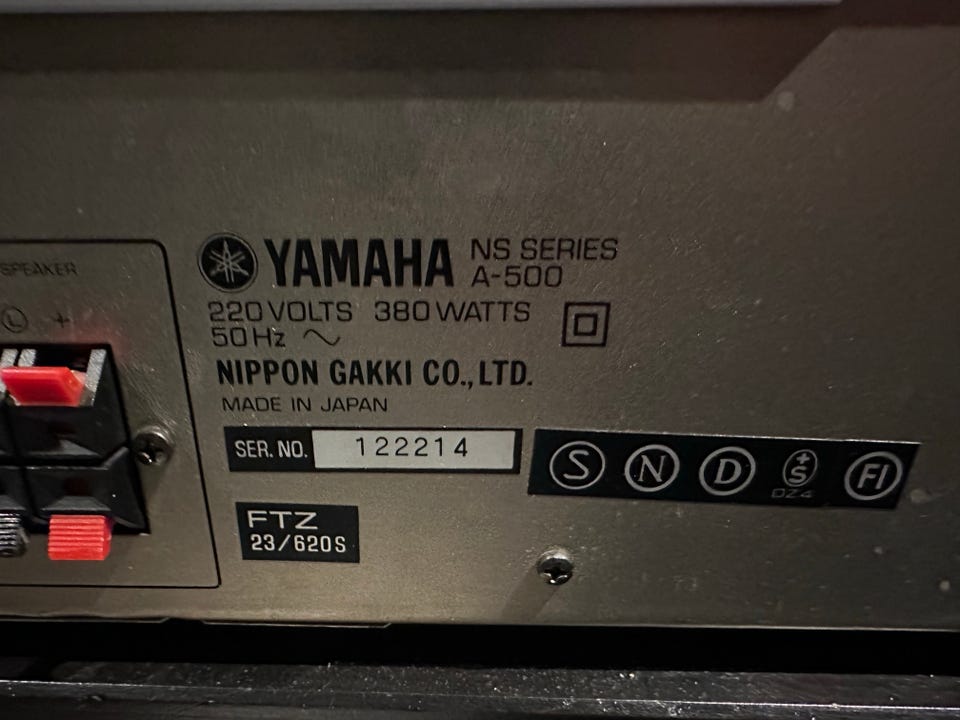 SPEAKER
L +
YAMAHA NS SERIES
A-500
220 VOLTS 380 WATTS
50 Hz
NIPPON GAKKI CO., LTD.
MADE IN JAPAN
SER. NO. 122214
S N D +S FI
DZ4
FTZ
23/620S